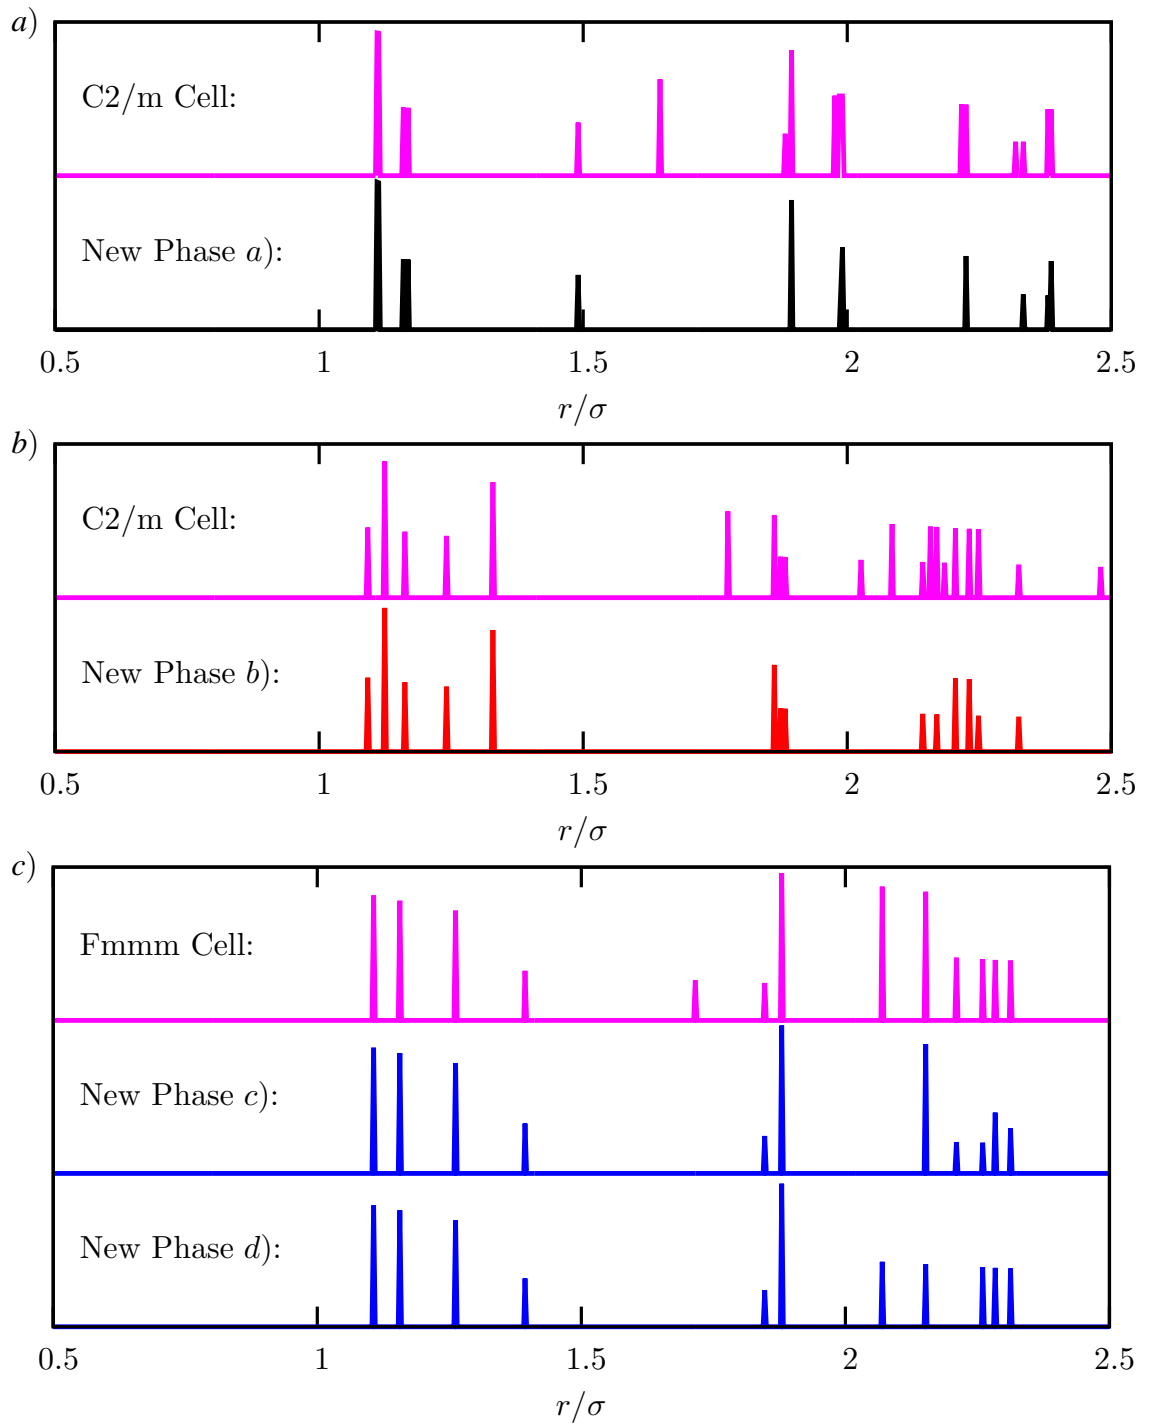 a)
C2/m Cell:
New Phase a):
0.5 1 1.5 2 2.5
r/σ
b)
C2/m Cell:
New Phase b):
0.5 1 1.5 2 2.5
r/σ
c)
Fmmm Cell:
New Phase c):
New Phase d):
0.5 1 1.5 2 2.5
r/σ